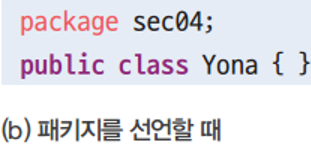 package sec04;
public class Yona { }
(b) 패키지를 선언할 때